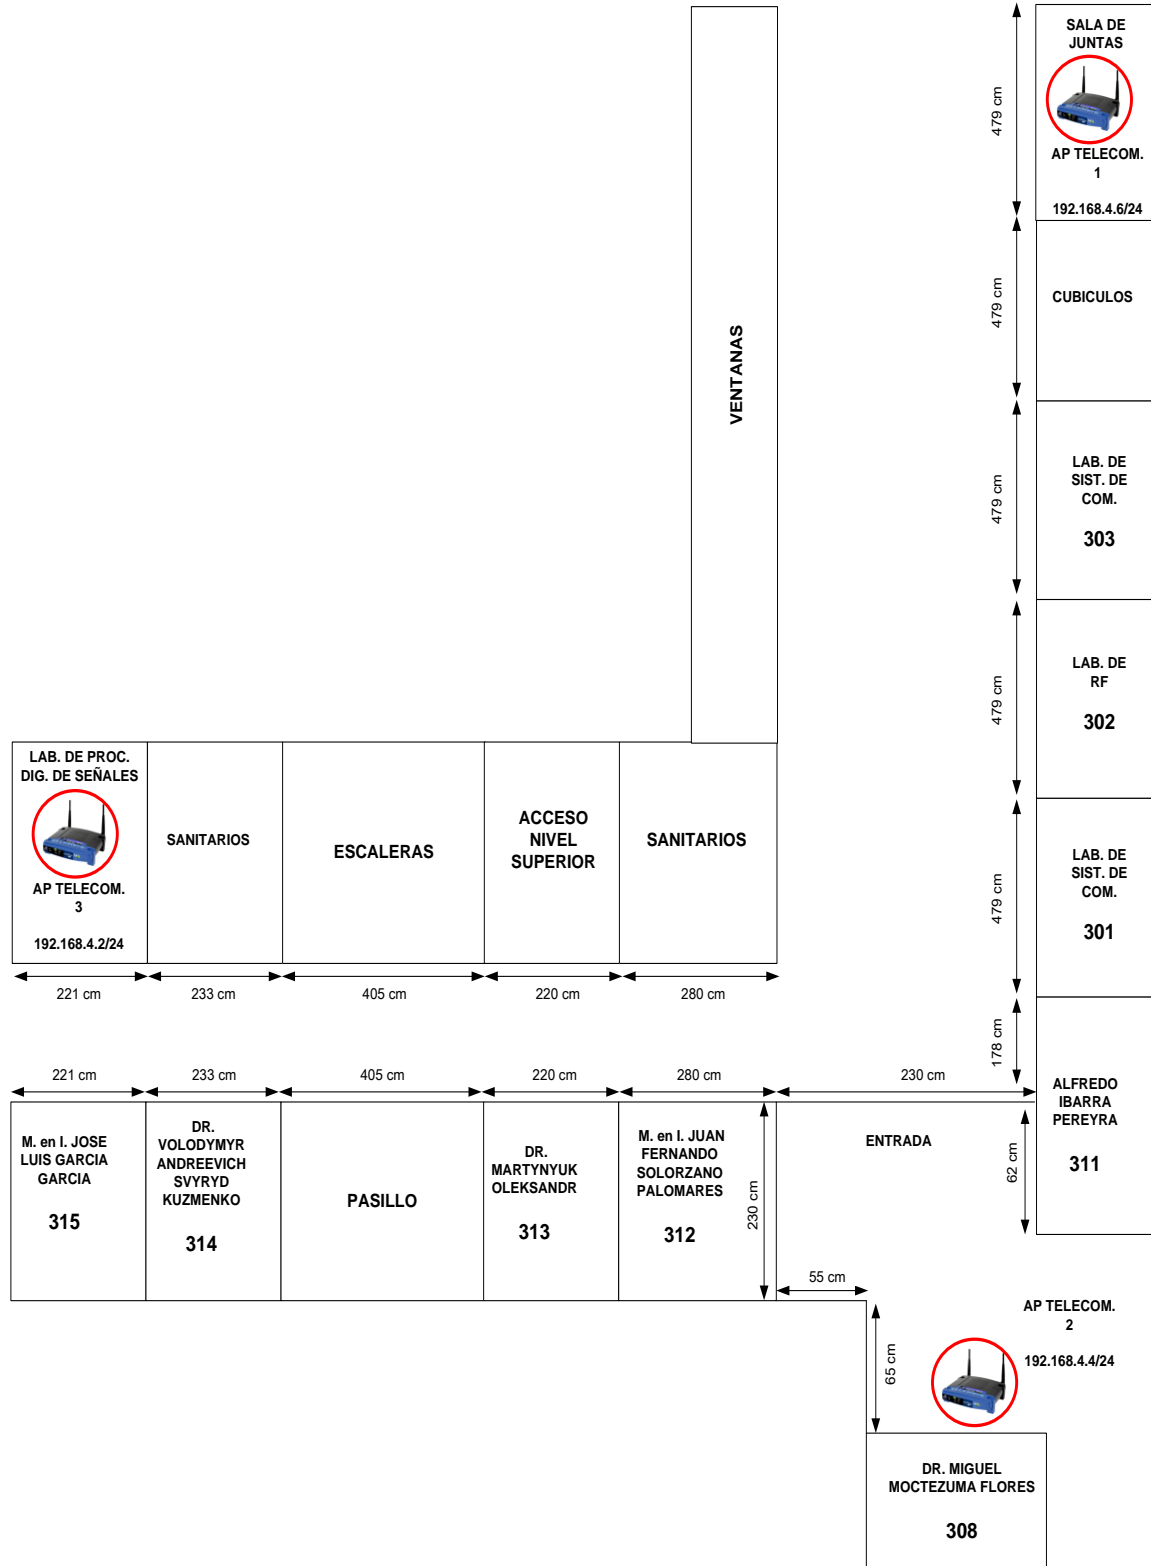 SALA DE
JUNTAS
AP TELECOM.
1
192.168.4.6/24
479 cm
CUBICULOS
479 cm
VENTANAS
LAB. DE
SIST. DE
COM.
303
479 cm
LAB. DE
RF
302
479 cm
LAB. DE
SIST. DE
COM.
301
479 cm
LAB. DE PROC.
DIG. DE SEÑALES
AP TELECOM.
3
192.168.4.2/24
SANITARIOS
ESCALERAS
ACCESO
NIVEL
SUPERIOR
SANITARIOS
221 cm
233 cm
405 cm
220 cm
280 cm
178 cm
221 cm
233 cm
405 cm
220 cm
280 cm
230 cm
M. en I. JOSE
LUIS GARCIA
GARCIA
315
DR.
VOLODYMYR
ANDREEVICH
SVYRYD
KUZMENKO
314
PASILLO
DR.
MARTYNYUK
OLEKSANDR
313
M. en I. JUAN
FERNANDO
SOLORZANO
PALOMARES
312
230 cm
ENTRADA
62 cm
ALFREDO
IBARRA
PEREYRA
311
55 cm
65 cm
AP TELECOM.
2
192.168.4.4/24
DR. MIGUEL
MOCTEZUMA FLORES
308